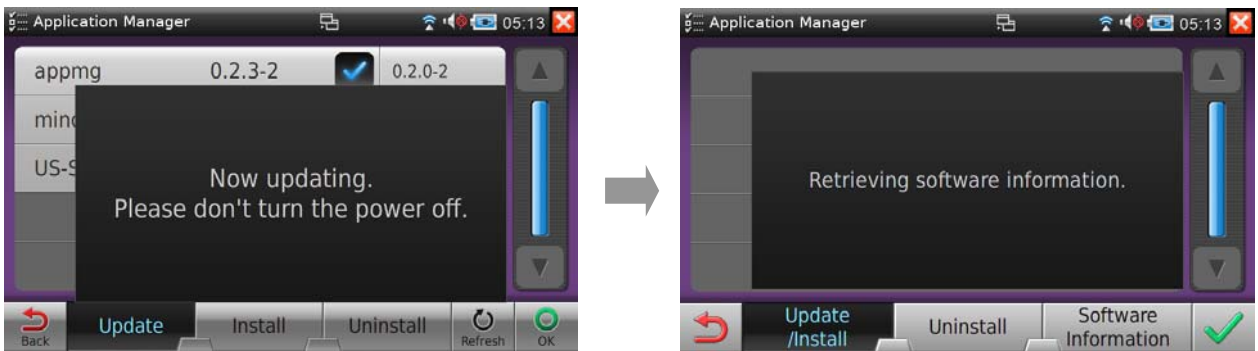 Application Manager 05:13
appmg 0.2.3-2 0.2.0-2
US-S
Now updating.
Please don't turn the power off.
Back Update Install Uninstall Refresh OK
Application Manager 05:13
Retrieving software information.
Update
/Install
Uninstall
Software
Information